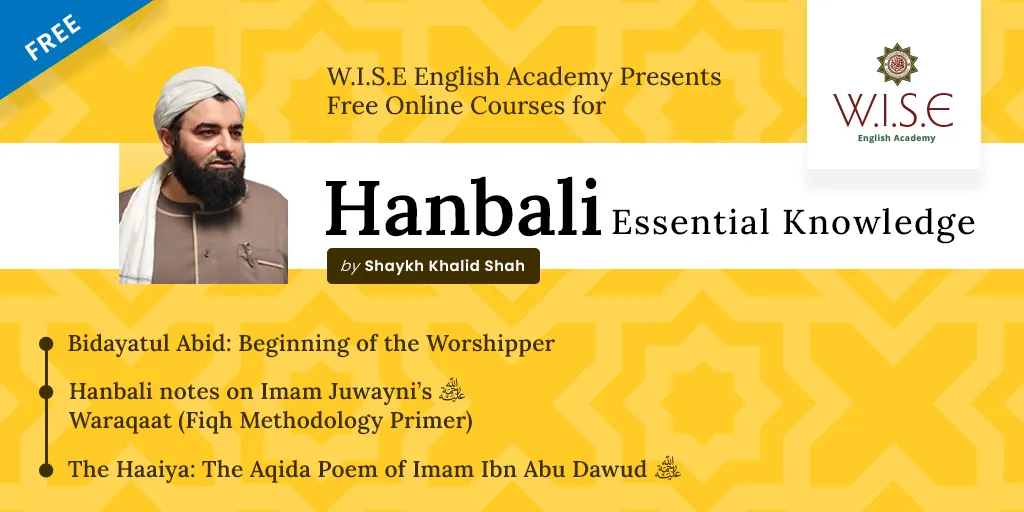 FREE
W.I.S.E English Academy Presents
Free Online Courses for
W.I.S.E
English Academy
Hanbali Essential Knowledge
by Shaykh Khalid Shah
Bidayatul Abid: Beginning of the Worshipper
Hanbali notes on Imam Juwayni’s
Waraqaat (Fiqh Methodology Primer)
The Haaiya: The Aqida Poem of Imam Ibn Abu Dawud